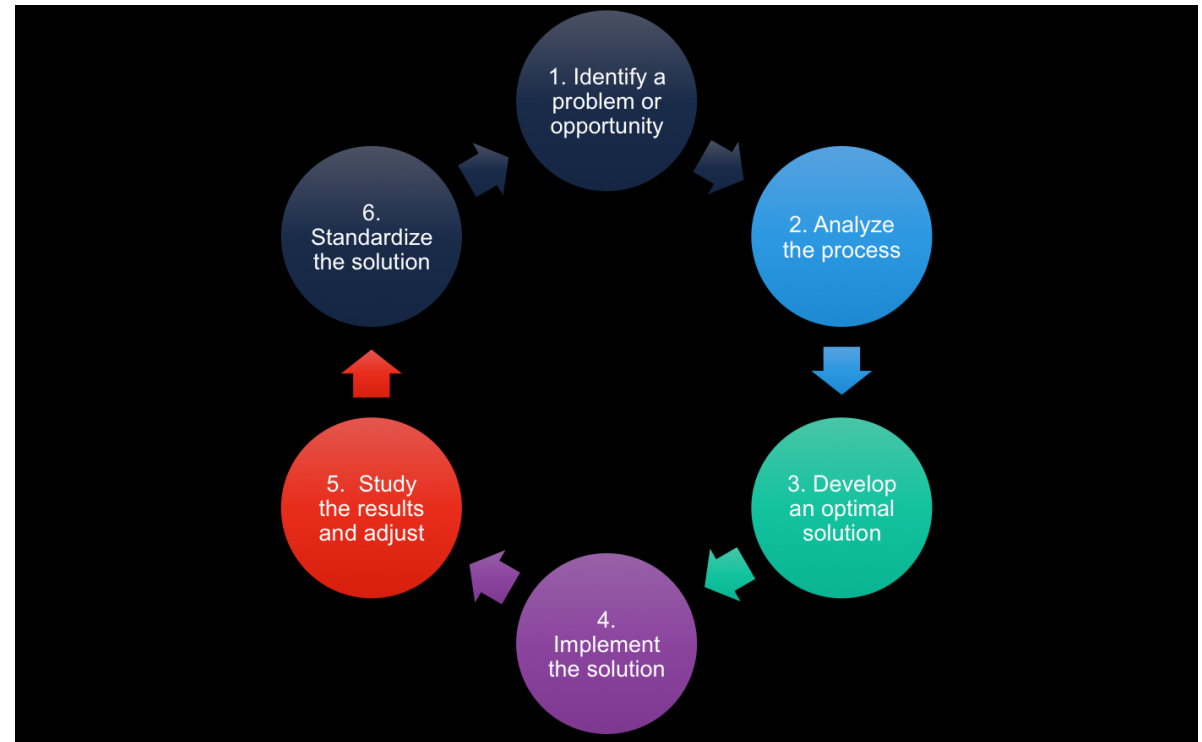 1. Identify a
problem or
opportunity
2. Analyze
the process
3. Develop
an optimal
solution
4.
Implement
the solution
5. Study
the results
and adjust
6.
Standardize
the solution